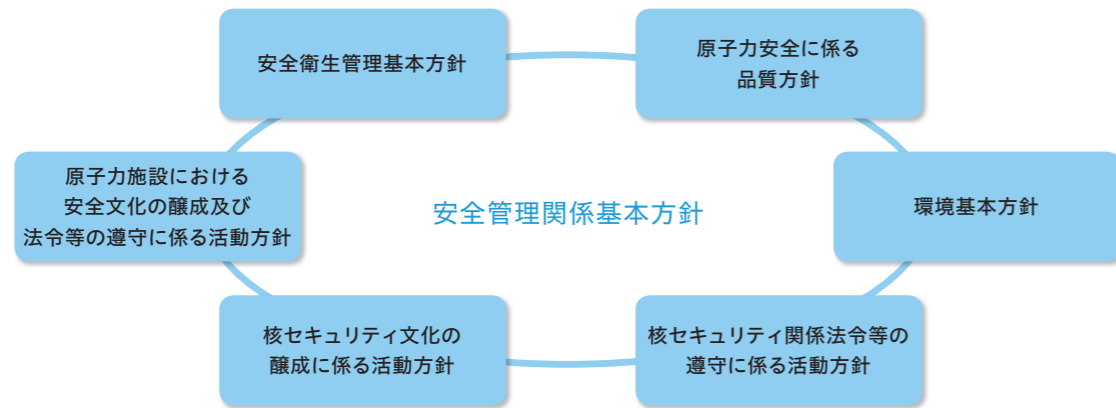 安全衛生管理基本方針
原子力安全に係る
品質方針
原子力施設における
安全文化の醸成及び
法令等の遵守に係る活動方針
安全管理関係基本方針
環境基本方針
核セキュリティ文化の
醸成に係る活動方針
核セキュリティ関係法令等の
遵守に係る活動方針